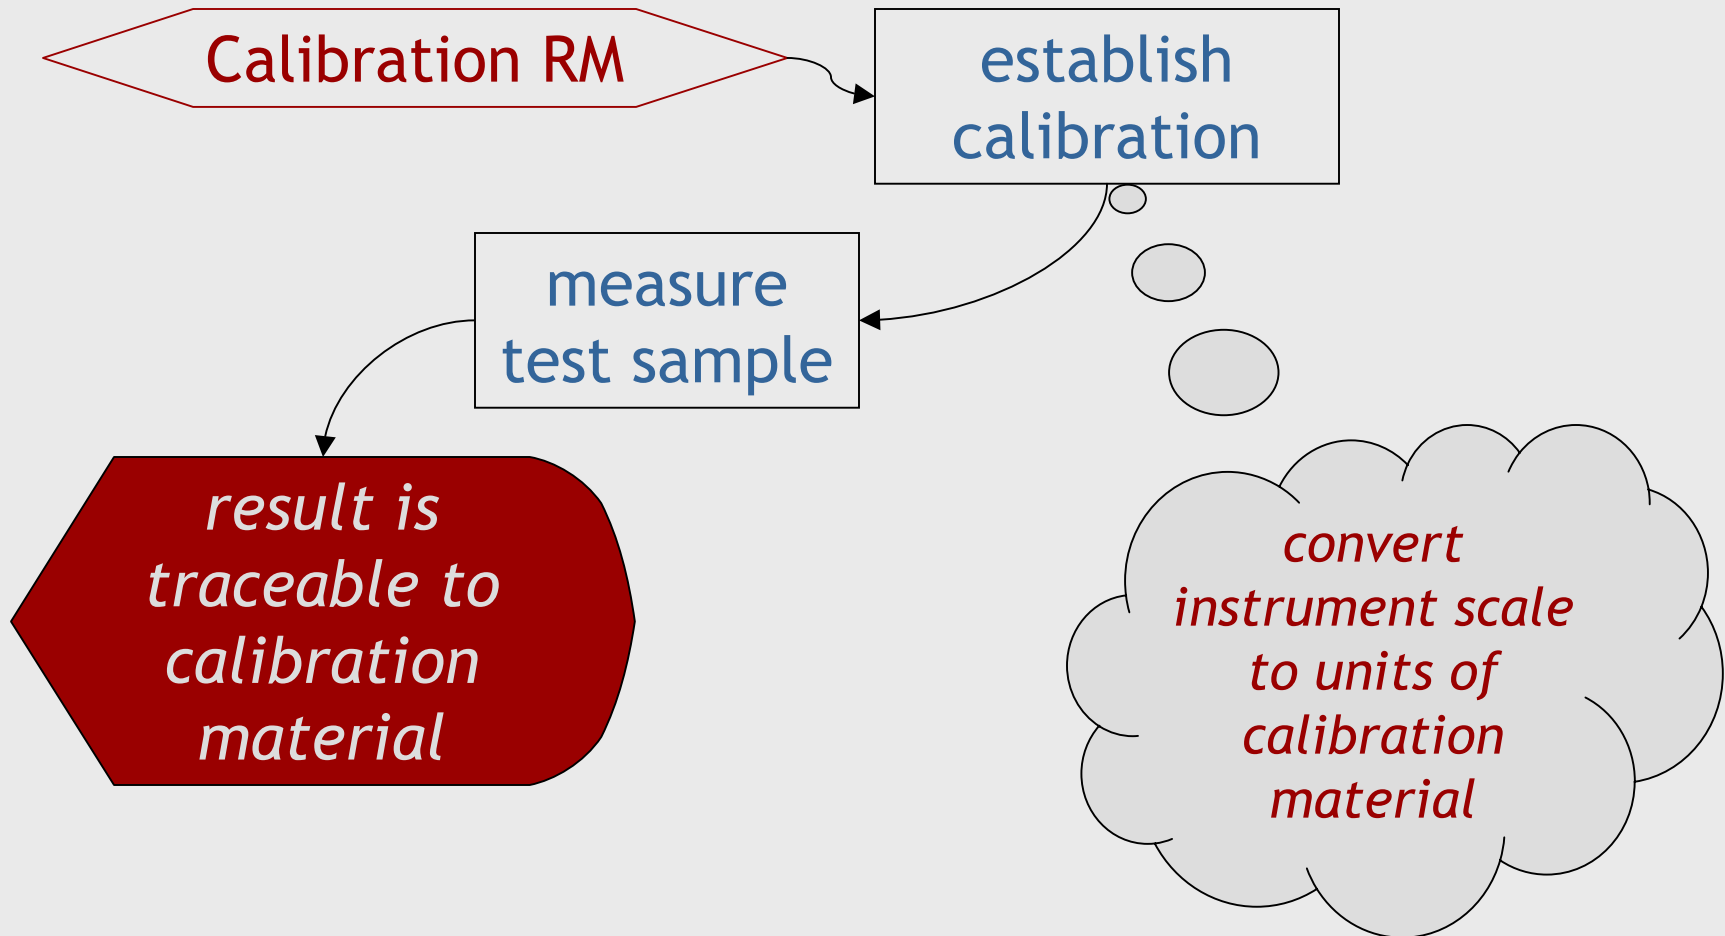 Calibration RM
establish
calibration
measure
test sample
result is
traceable to
calibration
material
convert
instrument scale
to units of
calibration
material